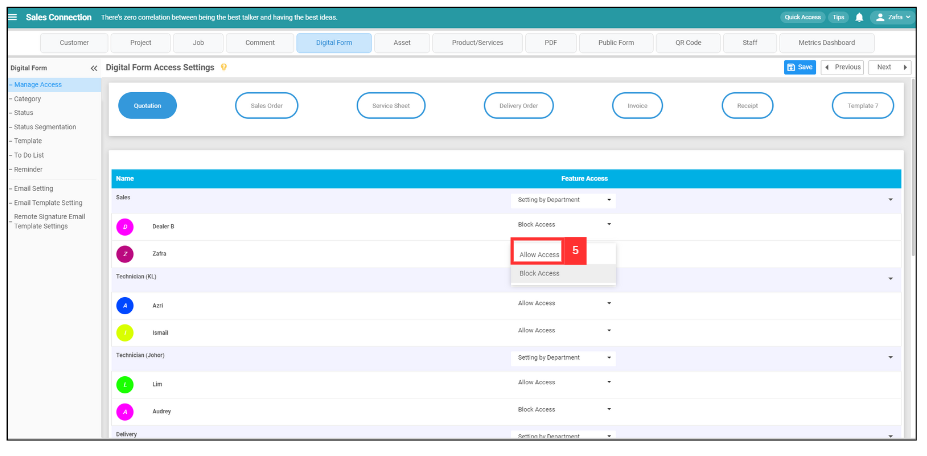 Sales Connection There's zero correlation between being the best talker and having the best ideas. Quick Access Tips Zafra
Customer Project Job Comment Digital Form Asset Product/Services PDF Public Form QR Code Staff Metrics Dashboard
Digital Form Digital Form Access Settings Save Previous Next
- Manage Access
- Category
- Status
- Status Segmentation
- Template
- To Do List
- Reminder
- Email Setting
- Email Template Setting
- Remote Signature Email
Template Settings
Quotation Sales Order Service Sheet Delivery Order Invoice Receipt Template 7
Name Feature Access
Sales Setting by Department
D Dealer B Block Access
Z Zafra Allow Access 5
Block Access
Technician (KL)
A Azri Allow Access
I Ismail Allow Access
Technician (Johor) Setting by Department
L Lim Allow Access
A Audrey Block Access
Delivery Setting by Department